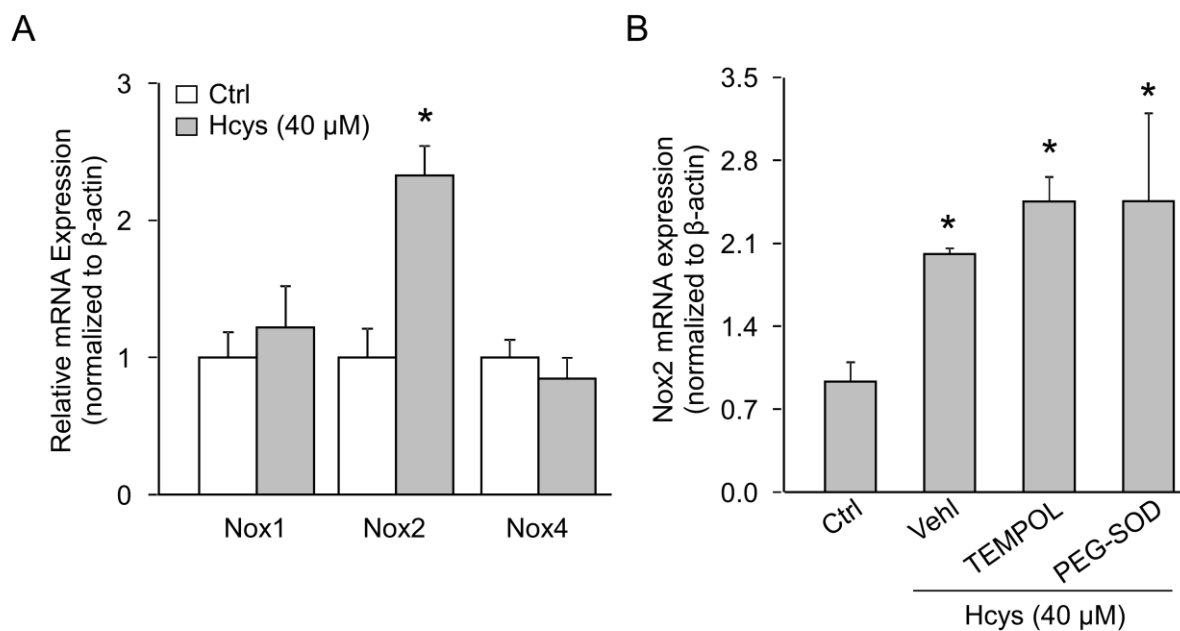 A
Relative mRNA Expression
(normalized to β-actin)
3
2
1
0
Ctrl
Hcys (40 µM)
*
Nox1
Nox2
Nox4
B
Nox2 mRNA expression
(normalized to β-actin)
3.5
2.8
2.1
1.4
0.7
0.0
*
*
*
Ctrl
Vehl
TEMPOL
PEG-SOD
Hcys (40 µM)